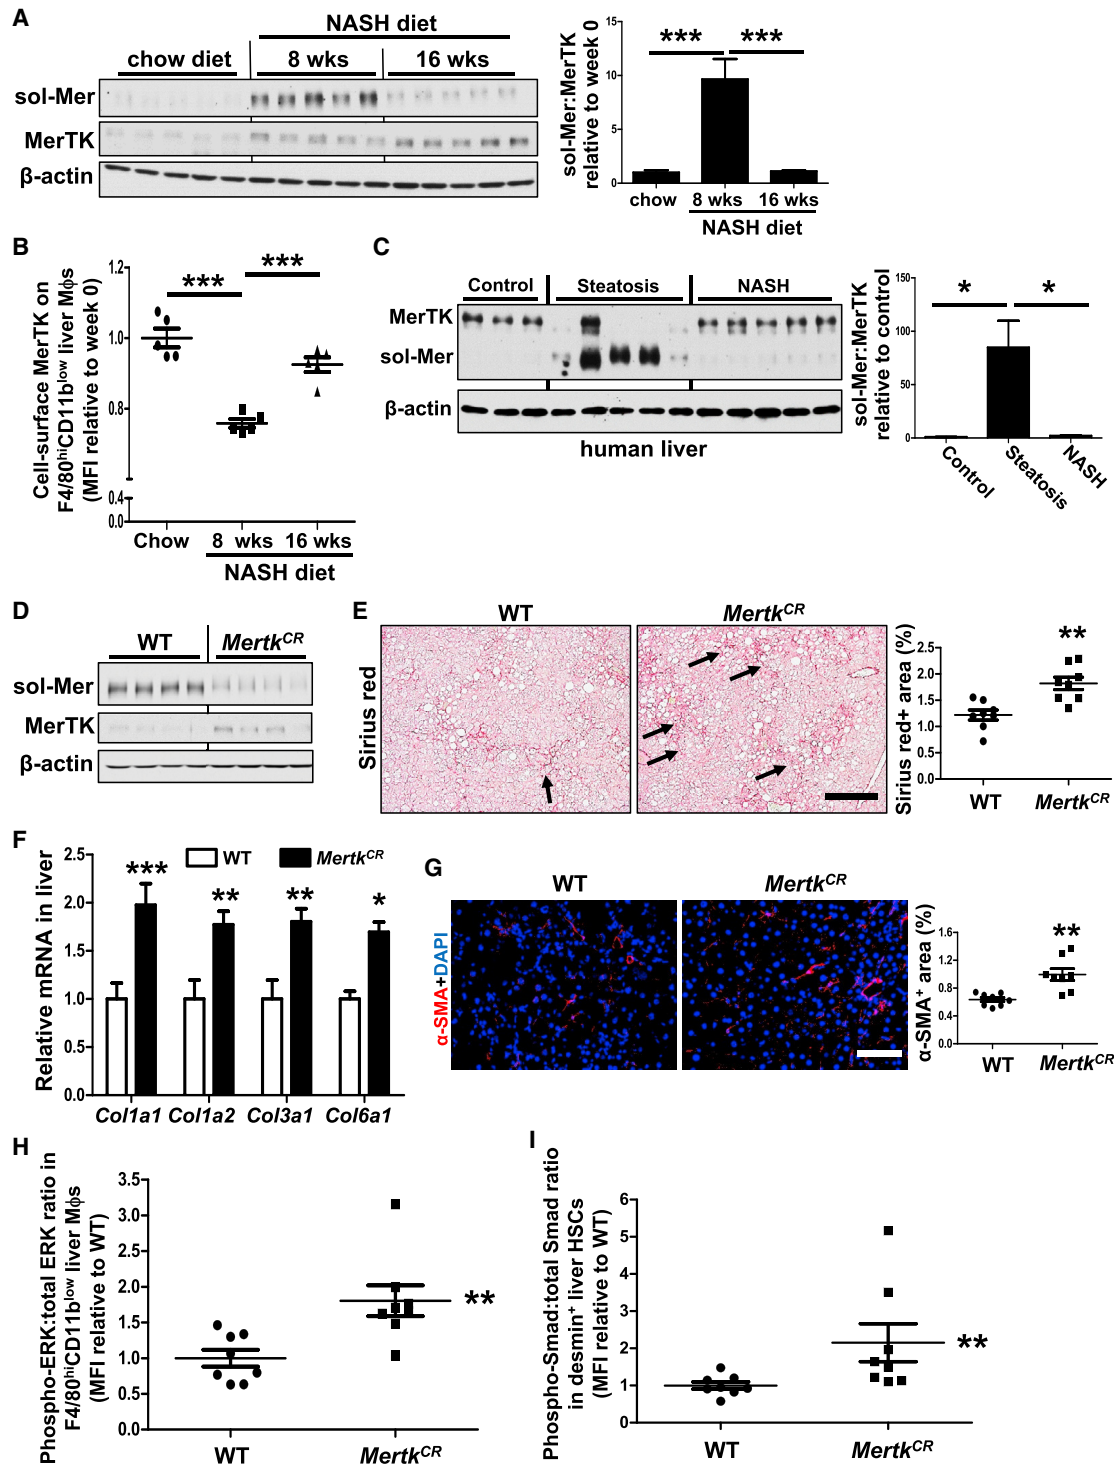 A
NASH diet
chow diet
8 wks
16 wks
sol-Mer
MerTK
β-actin
sol-Mer:MerTK
relative to week 0
15
10
5
0
***
***
chow
8 wks
16 wks
NASH diet
B
Cell-surface MerTK on
F4/80hiCD11blow liver Mϕs
(MFI relative to week 0)
1.2
1.0
0.8
0.4
0.0
***
***
Chow
8 wks
16 wks
NASH diet
C
Control
Steatosis
NASH
MerTK
sol-Mer
β-actin
human liver
sol-Mer:MerTK
relative to control
150
100
50
0
*
*
Control
Steatosis
NASH
D
WT
MertkCR
sol-Mer
MerTK
β-actin
E
WT
MertkCR
Sirius red
Sirius red+ area (%)
2.5
2.0
1.5
1.0
0.5
0.0
**
WT
MertkCR
F
Relative mRNA in liver
2.5
2.0
1.5
1.0
0.5
0.0
WT
MertkCR
***
**
**
*
Col1a1
Col1a2
Col3a1
Col6a1
G
WT
MertkCR
α-SMA+DAPI
α-SMA+ area (%)
1.6
1.2
0.8
0.4
0.0
**
WT
MertkCR
H
Phospho-ERK:total ERK ratio in
F4/80hiCD11blow liver Mϕs
(MFI relative to WT)
3.5
3.0
2.5
2.0
1.5
1.0
0.5
0.0
**
WT
MertkCR
I
Phospho-Smad:total Smad ratio
in desmin+ liver HSCs
(MFI relative to WT)
6
5
4
3
2
1
0
**
WT
MertkCR